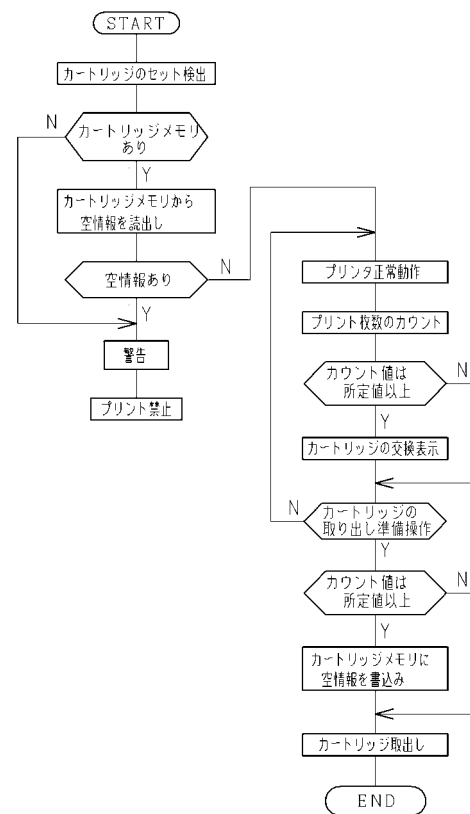 START
カートリッジのセット検出
N
カートリッジメモリ
あり
Y
カートリッジメモリから
空情報を読出し
空情報あり
N
Y
警告
プリント禁止
プリンタ正常動作
プリント枚数のカウント
カウント値は
所定値以上
N
Y
カートリッジの交換表示
N
カートリッジの
取り出し準備操作
Y
カウント値は
所定値以上
N
Y
カートリッジメモリに
空情報を書込み
カートリッジ取出し
END